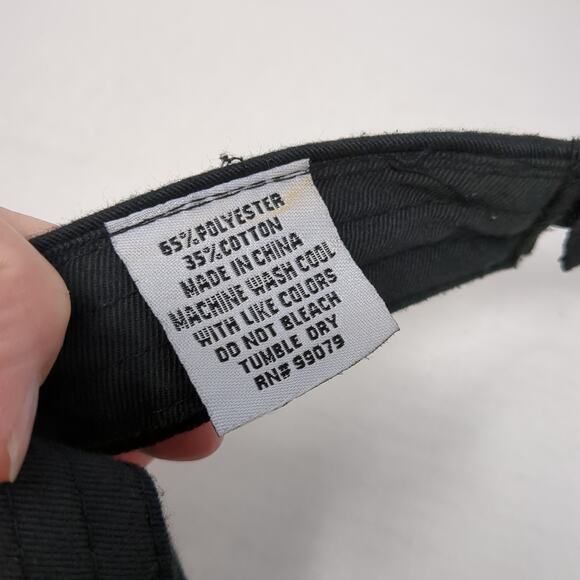 65% POLYESTER
35% COTTON
MADE IN CHINA
MACHINE WASH COOL
WITH LIKE COLORS
DO NOT BLEACH
TUMBLE DRY
RN# 99079